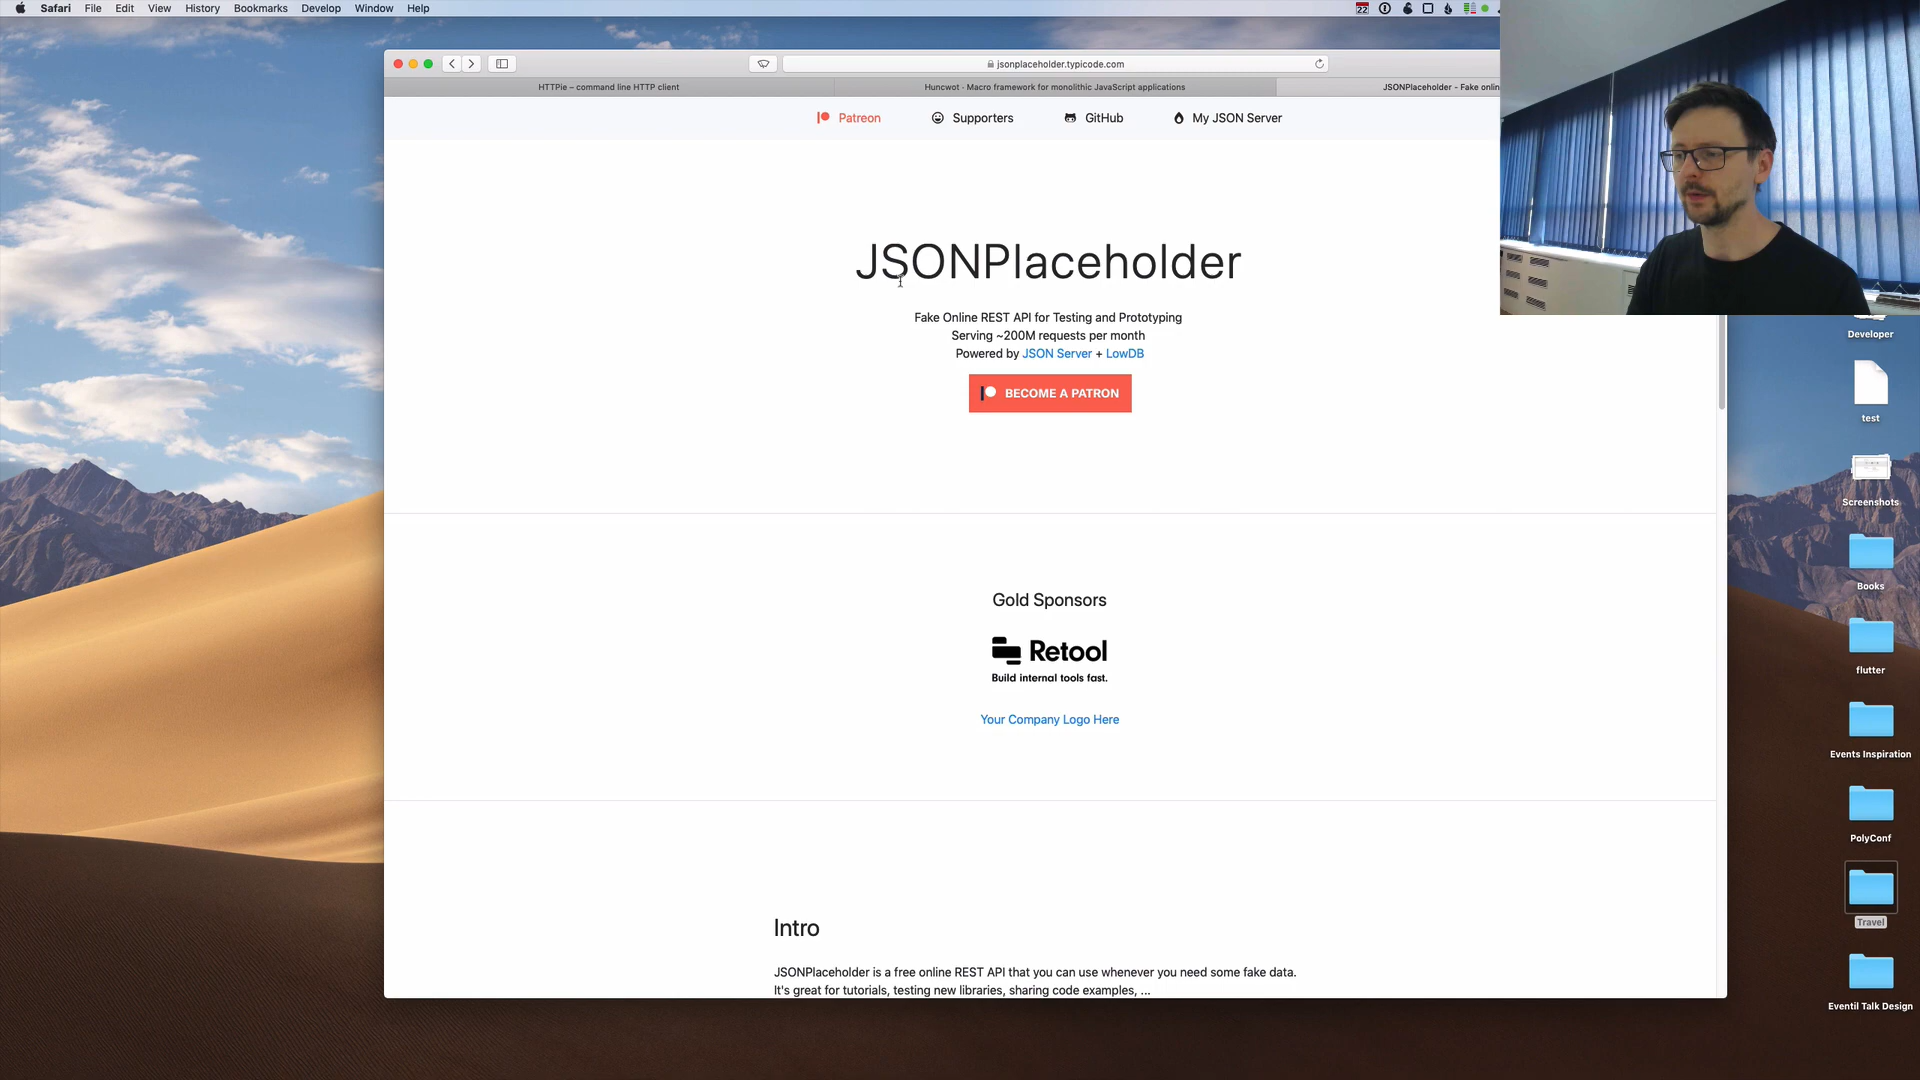 Safari File Edit View History Bookmarks Develop Window Help
22
jsonplaceholder.typicode.com
HTTPie – command line HTTP client
Huncwot · Macro framework for monolithic JavaScript applications
JSONPlaceholder - Fake onlin
Patreon
Supporters
GitHub
My JSON Server
JSONPlaceholder
Fake Online REST API for Testing and Prototyping
Serving ~200M requests per month
Powered by JSON Server + LowDB
BECOME A PATRON
Gold Sponsors
Retool
Build internal tools fast.
Your Company Logo Here
Intro
JSONPlaceholder is a free online REST API that you can use whenever you need some fake data.
It's great for tutorials, testing new libraries, sharing code examples, ...
Developer
test
Screenshots
Books
flutter
Events Inspiration
PolyConf
Travel
Eventil Talk Design